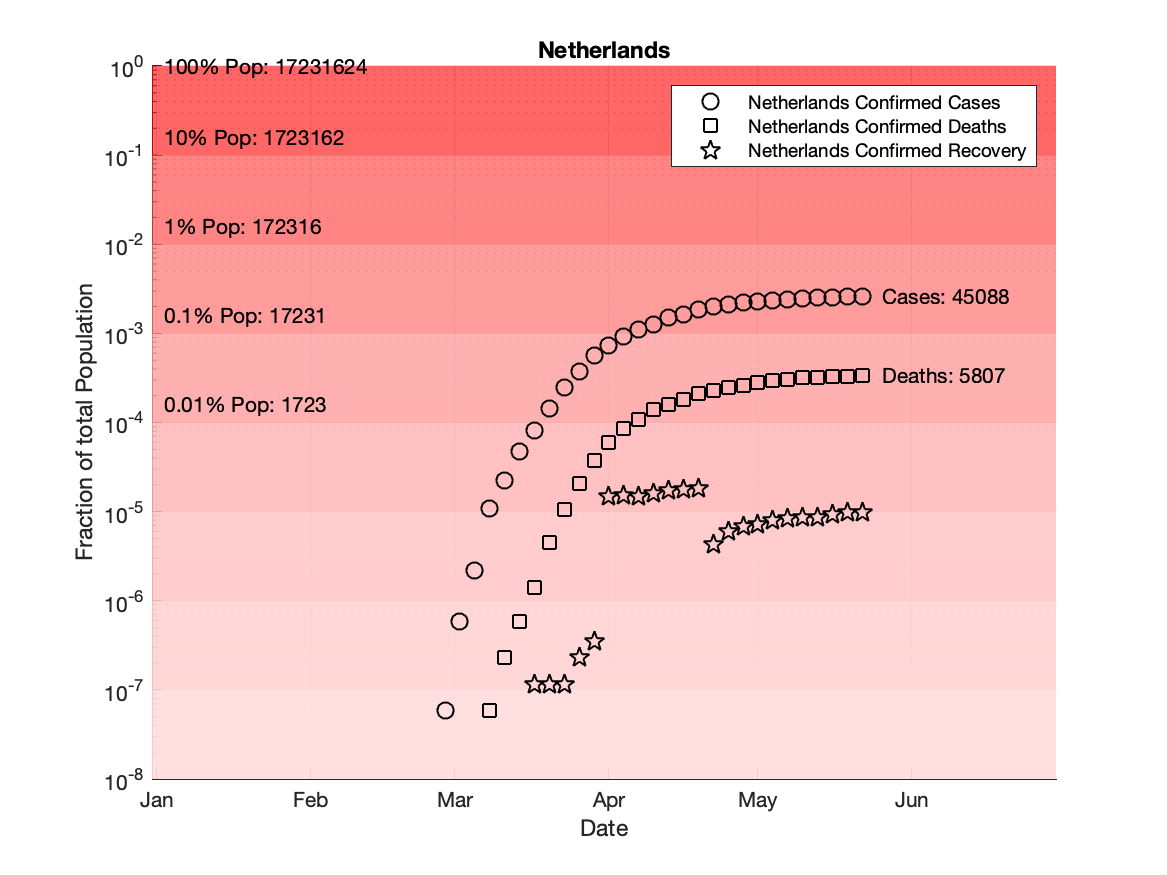 Netherlands
10^0
100% Pop: 17231624
Netherlands Confirmed Cases
Netherlands Confirmed Deaths
Netherlands Confirmed Recovery
10% Pop: 1723162
10^-1
1% Pop: 172316
10^-2
Cases: 45088
0.1% Pop: 17231
10^-3
Deaths: 5807
0.01% Pop: 1723
10^-4
10^-5
10^-6
10^-7
10^-8
Fraction of total Population
Jan Feb Mar Apr May Jun
Date